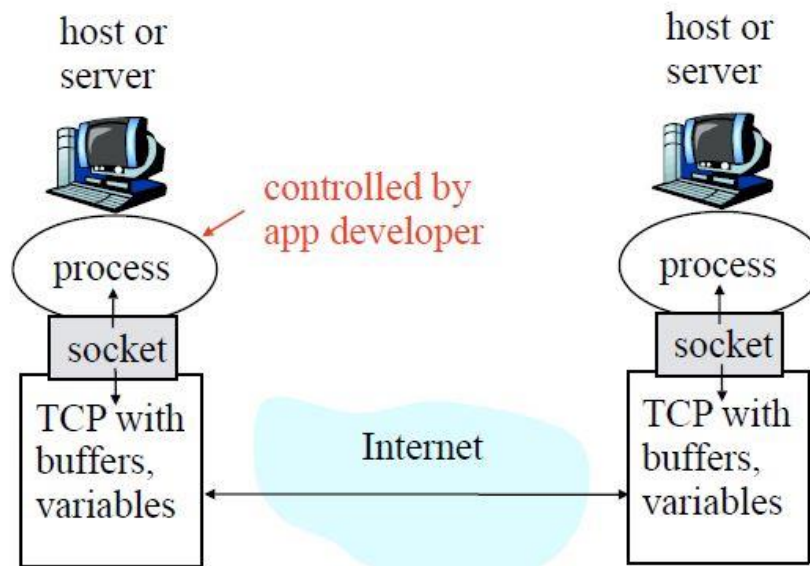 host or
server
controlled by
app developer
process
socket
TCP with
buffers,
variables
Internet
host or
server
process
socket
TCP with
buffers,
variables